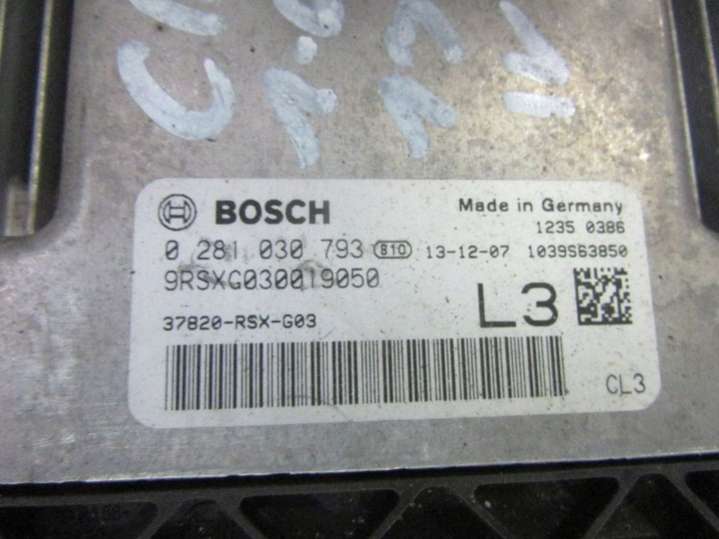 BOSCH
Made in Germany
1235 0386
0 281 030 793 S10 13-12-07 1039S63850
9RSXG030019050
37820-RSX-G03
L3
CL3